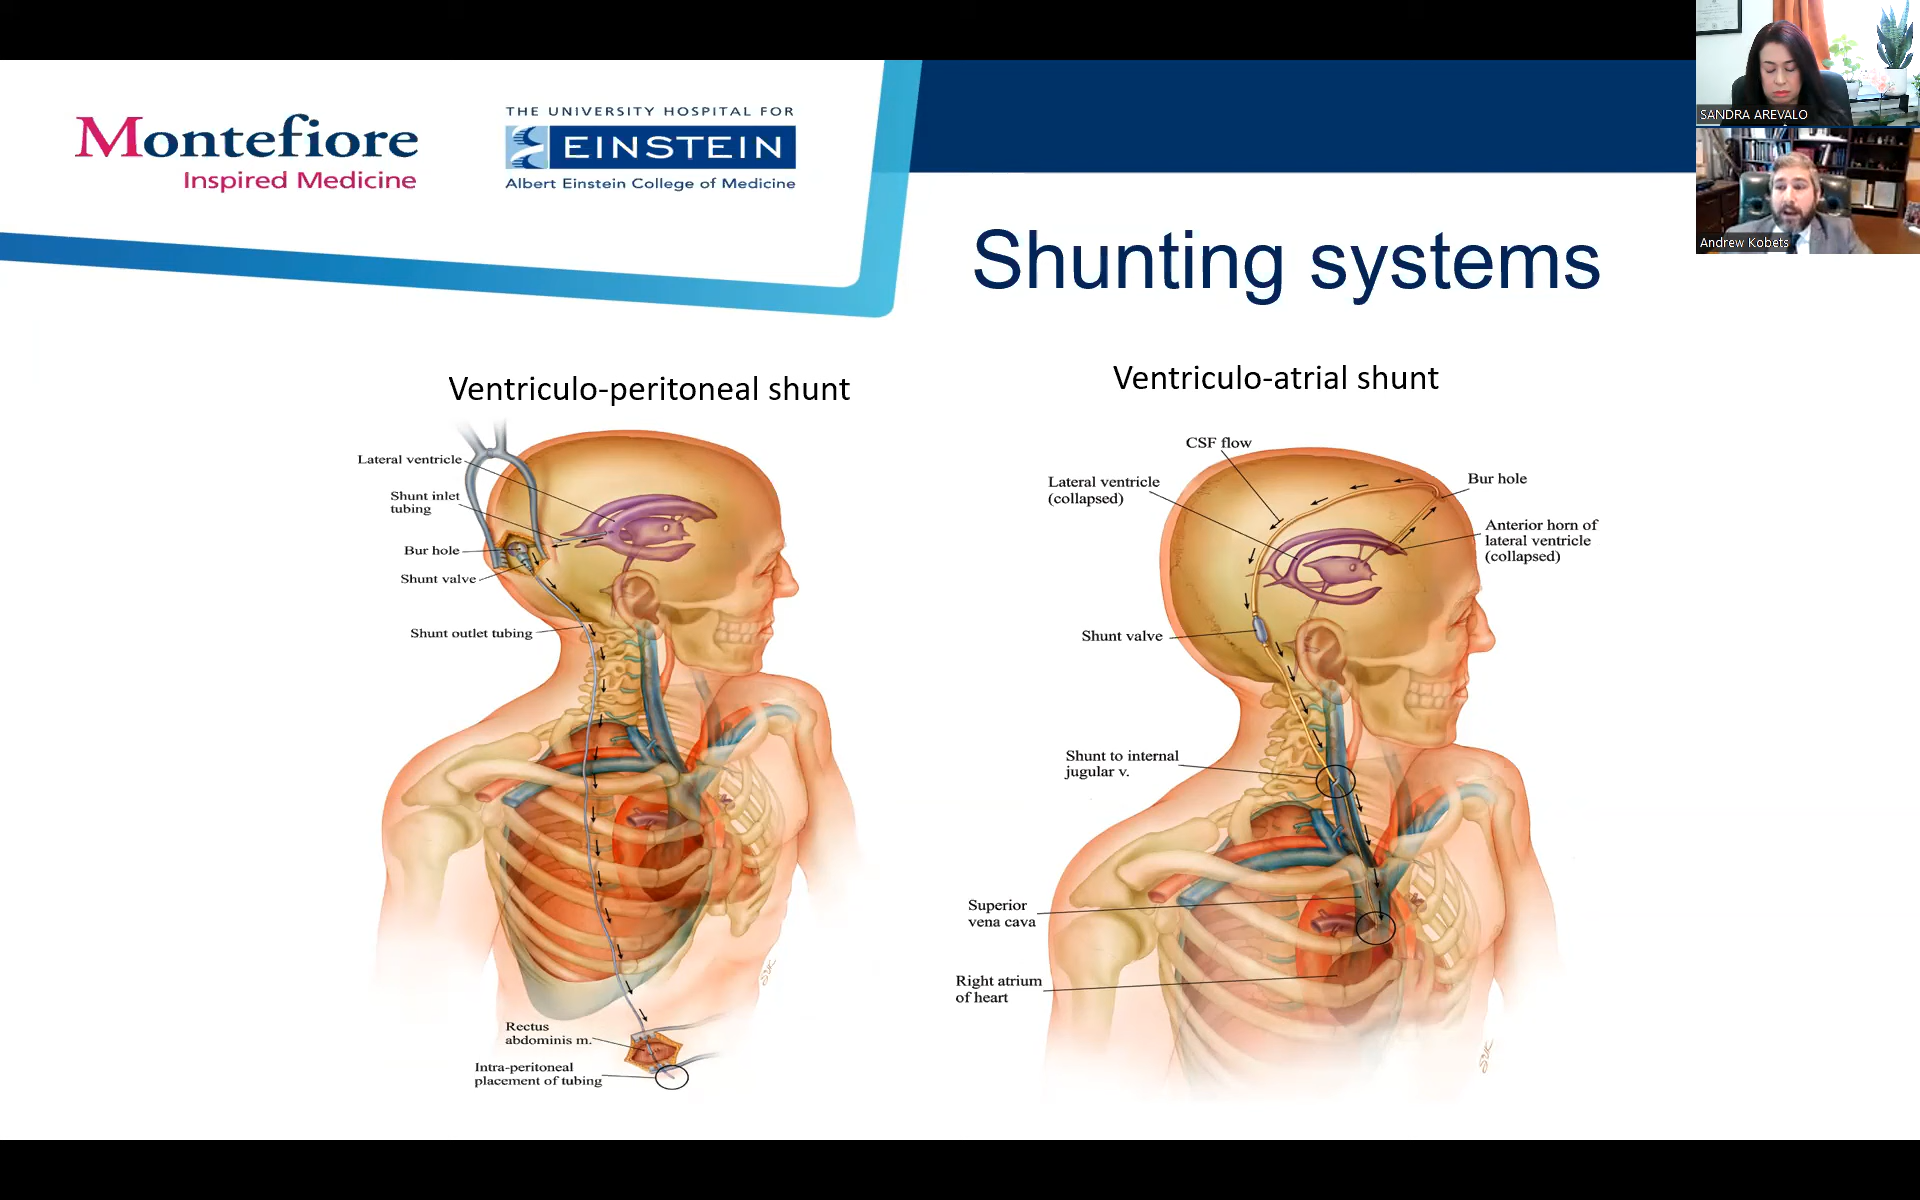 Montefiore
Inspired Medicine
THE UNIVERSITY HOSPITAL FOR
EINSTEIN
Albert Einstein College of Medicine
SANDRA AREVALO
Andrew Kobets
Shunting systems
Ventriculo-peritoneal shunt
Lateral ventricle
Shunt inlet
tubing
Bur hole
Shunt valve
Shunt outlet tubing
Rectus
abdominis m.
Intra-peritoneal
placement of tubing
Ventriculo-atrial shunt
CSF flow
Lateral ventricle
(collapsed)
Bur hole
Anterior horn of
lateral ventricle
(collapsed)
Shunt valve
Shunt to internal
jugular v.
Superior
vena cava
Right atrium
of heart